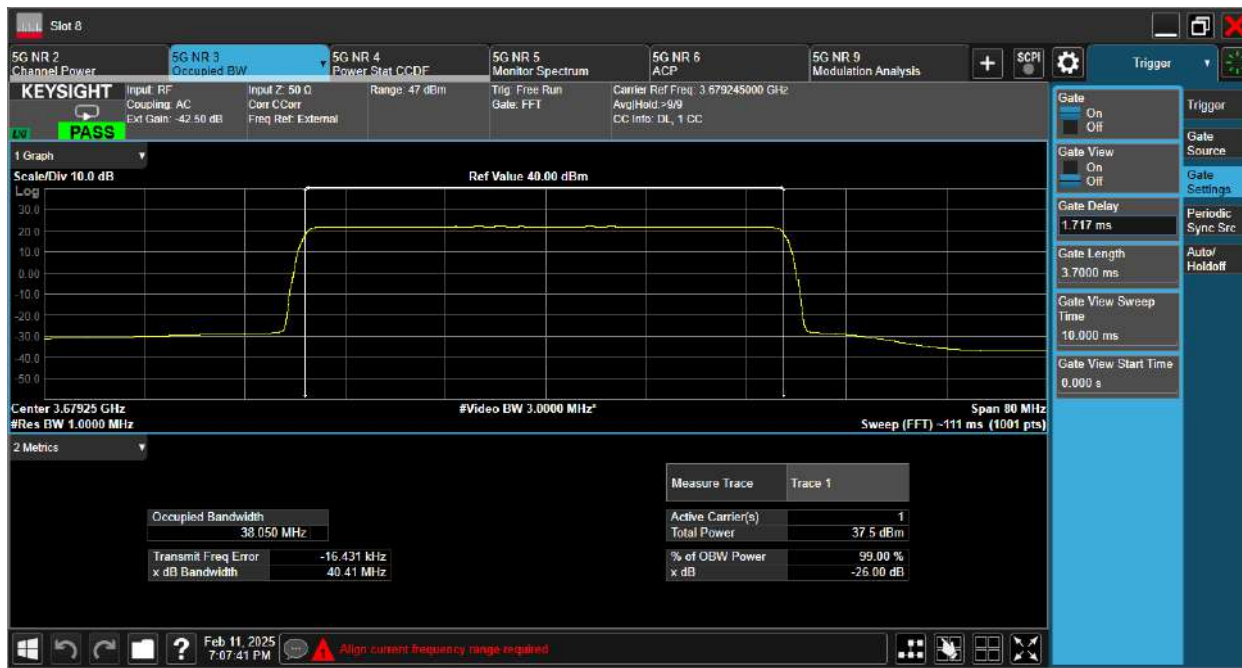 Slot 8
5G NR 2
Channel Power
5G NR 3
Occupied BW
5G NR 4
Power Stat CCDF
5G NR 5
Monitor Spectrum
5G NR 6
ACP
5G NR 9
Modulation Analysis
SCPI
Trigger
KEYSIGHT
PASS
Input: RF
Coupling: AC
Ext Gain: -42.50 dB
Input Z: 50 Ω
Corr CCorr
Freq Ref: External
Range: 47 dBm
Trig: Free Run
Gate: FFT
Carrier Ref Freq: 3.679245000 GHz
Avg|Hold:>9/9
CC Info: DL, 1 CC
1 Graph
Scale/Div 10.0 dB
Ref Value 40.00 dBm
Log
30.0
20.0
10.0
0.00
-10.0
-20.0
-30.0
-40.0
-50.0
Center 3.67925 GHz
#Video BW 3.0000 MHz*
Span 80 MHz
#Res BW 1.0000 MHz
Sweep (FFT) ~111 ms (1001 pts)
2 Metrics
Measure Trace Trace 1
Occupied Bandwidth
38.050 MHz
Active Carrier(s) 1
Total Power 37.5 dBm
Transmit Freq Error -16.431 kHz
x dB Bandwidth 40.41 MHz
% of OBW Power 99.00 %
x dB -26.00 dB
Gate
On
Off
Gate View
On
Off
Gate Delay
1.717 ms
Gate Length
3.7000 ms
Gate View Sweep
Time
10.000 ms
Gate View Start Time
0.000 s
Trigger
Gate
Source
Gate
Settings
Periodic
Sync Src
Auto/
Holdoff
?
Feb 11, 2025
7:07:41 PM
Align current frequency range required